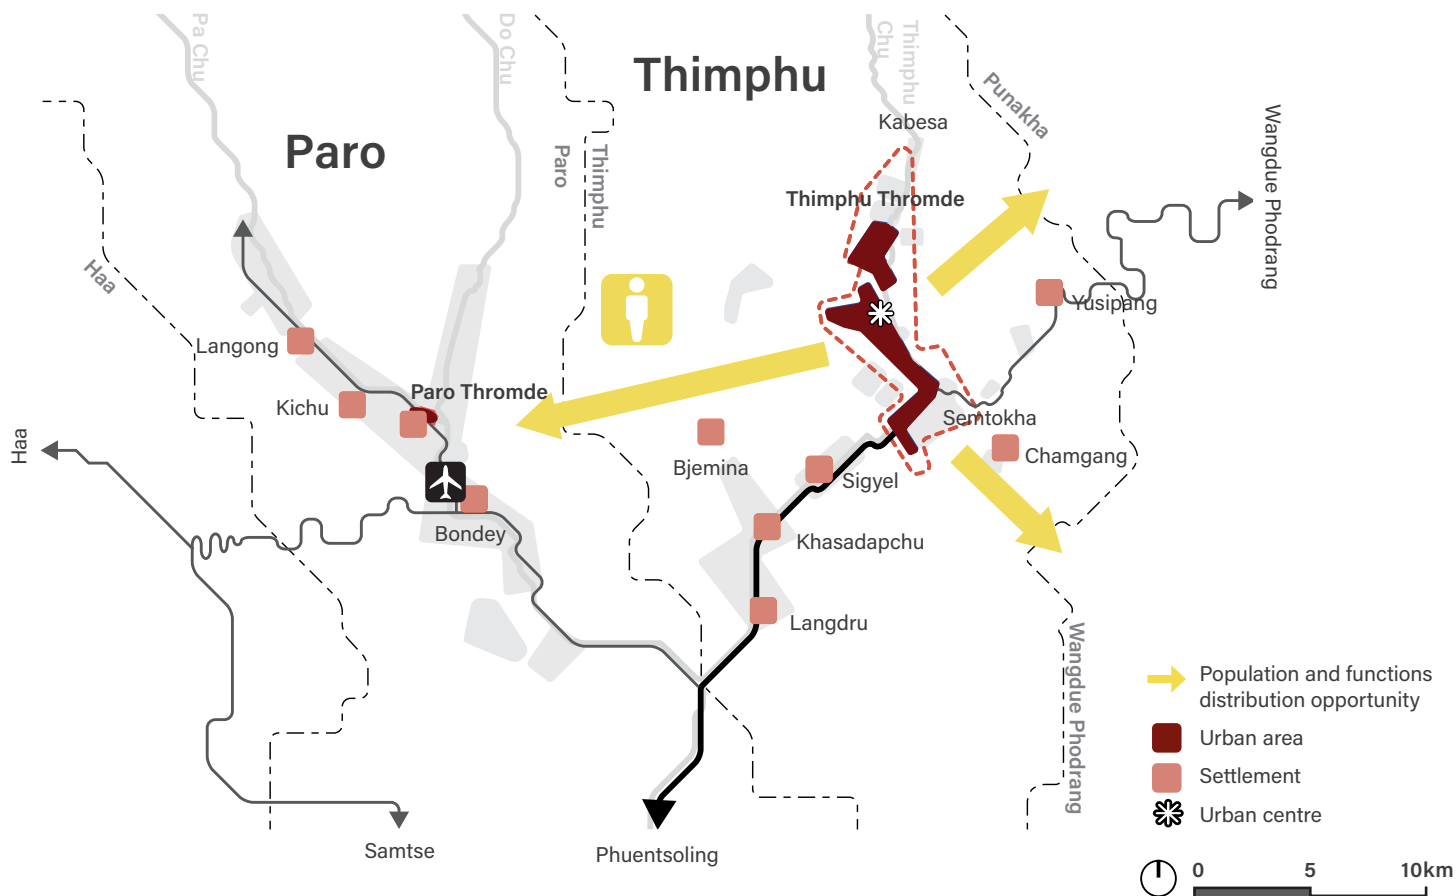 Pa Chu
Do Chu
Thimphu
Chu
Thimphu
Kabesa
Punakha
Wangdue Phodrang
Paro
Paro
Thimphu
Thimphu Thromde
Haa
Yusipang
Langong
Paro Thromde
Kichu
Semtokha
Haa
Chamgang
Bjemina
Sigyel
Bondey
Khasadapchu
Langdru
Wangdue Phodrang
Population and functions
distribution opportunity
Urban area
Settlement
Urban centre
Samtse
Phuentsoling
0 5 10km